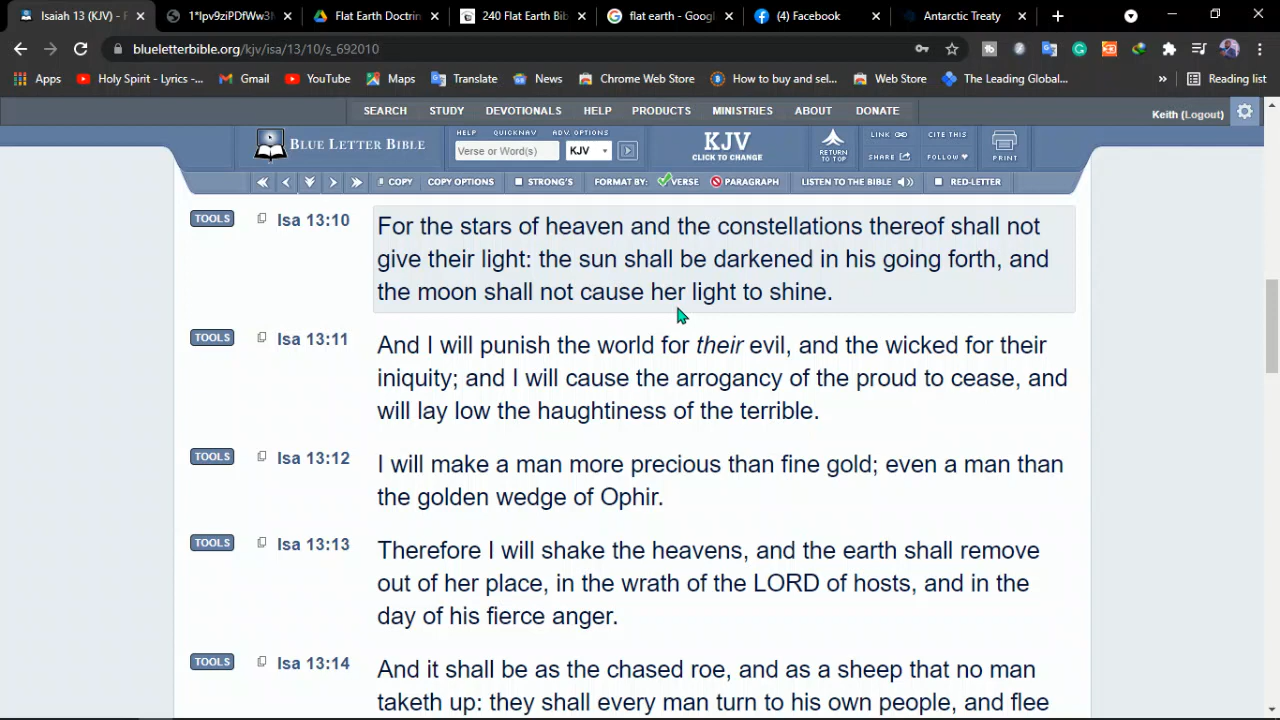 Isaiah 13 (KJV) - F
1*lpv9ziPDfWw3M
Flat Earth Doctrin
240 Flat Earth Bib
flat earth - Googl
(4) Facebook
Antarctic Treaty
blueletterbible.org/kjv/isa/13/10/s_692010
Apps
Holy Spirit - Lyrics -...
Gmail
YouTube
Maps
Translate
News
Chrome Web Store
How to buy and sel...
Web Store
The Leading Global...
»
Reading list
SEARCH STUDY DEVOTIONALS HELP PRODUCTS MINISTRIES ABOUT DONATE
Keith (Logout)
BLUE LETTER BIBLE
HELP QUICKNAV ADV. OPTIONS
Verse or Word(s) KJV
KJV
CLICK TO CHANGE
RETURN
TO TOP
LINK CITE THIS
SHARE FOLLOW
PRINT
COPY COPY OPTIONS STRONG'S FORMAT BY: VERSE PARAGRAPH LISTEN TO THE BIBLE RED-LETTER
TOOLS Isa 13:10 For the stars of heaven and the constellations thereof shall not
give their light: the sun shall be darkened in his going forth, and
the moon shall not cause her light to shine.
TOOLS Isa 13:11 And I will punish the world for their evil, and the wicked for their
iniquity; and I will cause the arrogancy of the proud to cease, and
will lay low the haughtiness of the terrible.
TOOLS Isa 13:12 I will make a man more precious than fine gold; even a man than
the golden wedge of Ophir.
TOOLS Isa 13:13 Therefore I will shake the heavens, and the earth shall remove
out of her place, in the wrath of the LORD of hosts, and in the
day of his fierce anger.
TOOLS Isa 13:14 And it shall be as the chased roe, and as a sheep that no man
taketh up: they shall every man turn to his own people, and flee